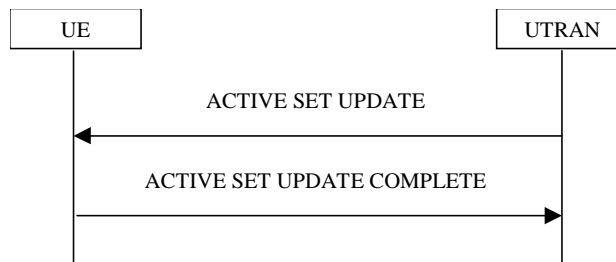 UE
UTRAN
ACTIVE SET UPDATE
ACTIVE SET UPDATE COMPLETE